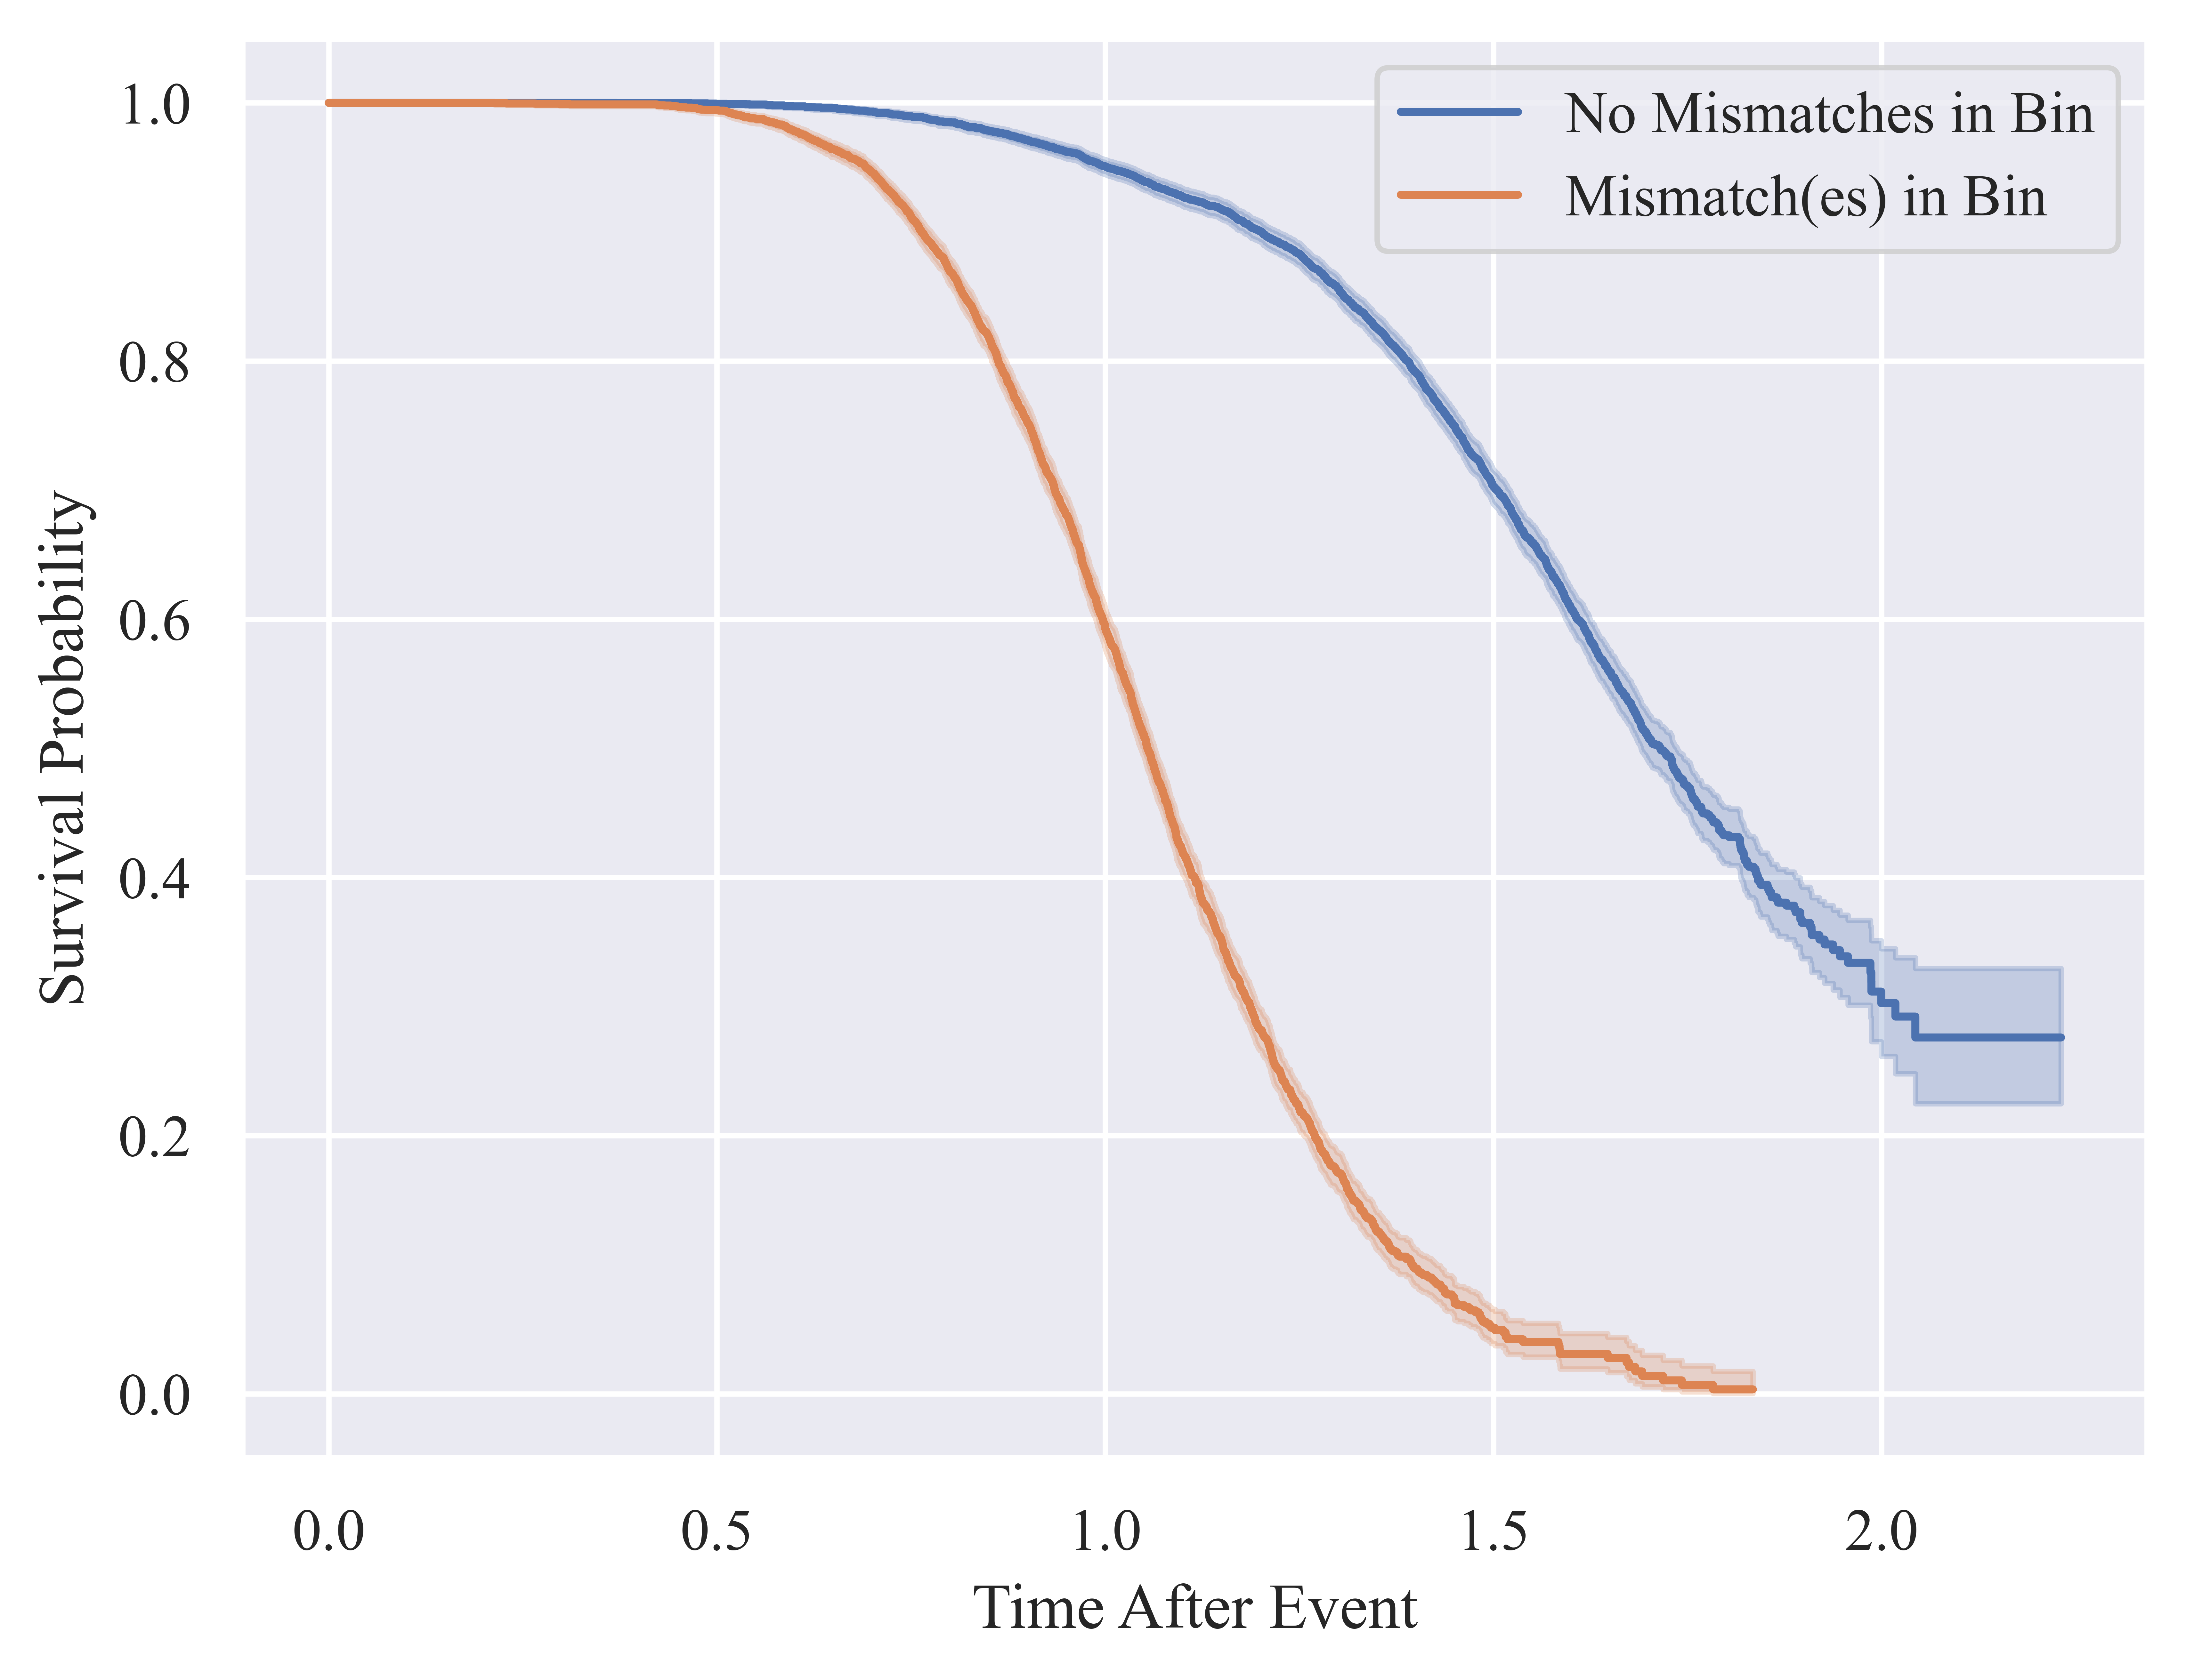 No Mismatches in Bin
Mismatch(es) in Bin
1.0
0.8
0.6
0.4
0.2
0.0
Survival Probability
0.0 0.5 1.0 1.5 2.0
Time After Event